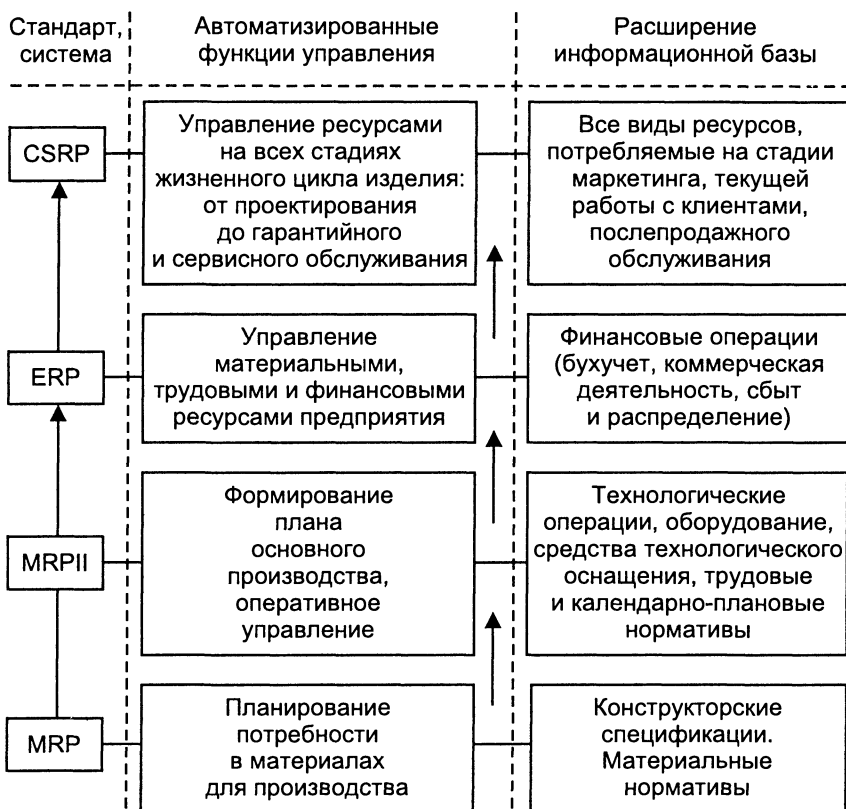 Стандарт,
система
Автоматизированные
функции управления
Расширение
информационной базы
CSRP
Управление ресурсами
на всех стадиях
жизненного цикла изделия:
от проектирования
до гарантийного
и сервисного обслуживания
Все виды ресурсов,
потребляемые на стадии
маркетинга, текущей
работы с клиентами,
послепродажного
обслуживания
ERP
Управление
материальными,
трудовыми и финансовыми
ресурсами предприятия
Финансовые операции
(бухучет, коммерческая
деятельность, сбыт
и распределение)
MRPII
Формирование
плана
основного
производства,
оперативное
управление
Технологические
операции, оборудование,
средства технологического
оснащения, трудовые
и календарно-плановые
нормативы
MRP
Планирование
потребности
в материалах
для производства
Конструкторские
спецификации.
Материальные
нормативы